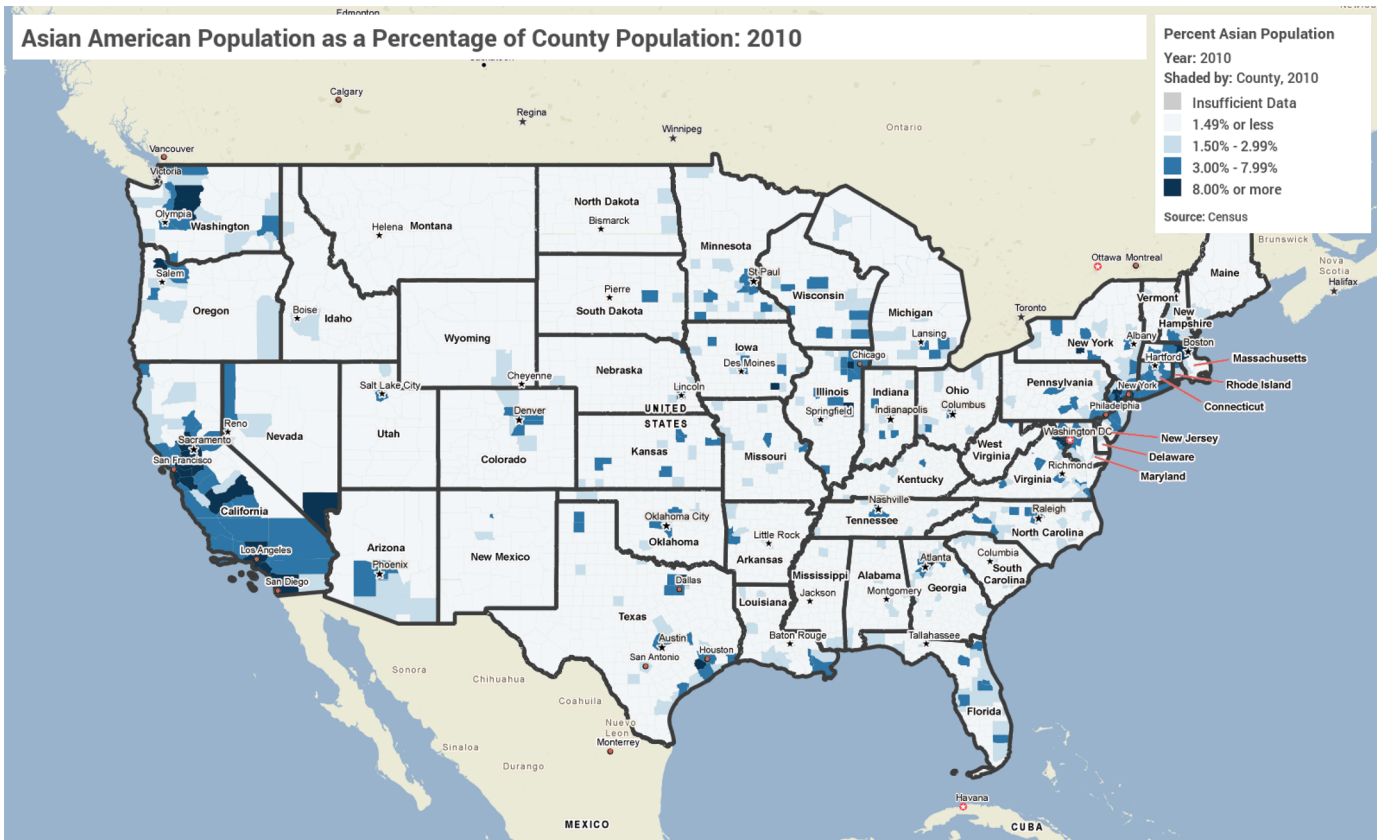 Edmonton
Asian American Population as a Percentage of County Population: 2010
Percent Asian Population
Year: 2010
Shaded by: County, 2010
Insufficient Data
1.49% or less
1.50% - 2.99%
3.00% - 7.99%
8.00% or more
Source: Census
Calgary
Regina
Winnipeg
Ontario
Vancouver
Victoria
Olympia
Washington
Helena
Montana
North Dakota
Bismarck
Minnesota
St Paul
Wisconsin
Michigan
Lansing
Toronto
Ottawa
Montreal
Brunswick
Nova
Scotia
Halifax
Maine
Vermont
New
Hampshire
Salem
Oregon
Boise
Idaho
Pierre
South Dakota
Wyoming
Cheyenne
Iowa
Des Moines
Chicago
New York
Albany
Boston
Hartford
Massachusetts
Rhode Island
Connecticut
Salt Lake City
Nebraska
Lincoln
UNITED
STATES
Illinois
Springfield
Indiana
Indianapolis
Ohio
Columbus
Pennsylvania
New York
Philadelphia
New Jersey
Delaware
Maryland
Washington DC
Reno
Sacramento
San Francisco
Nevada
Utah
Denver
Colorado
Kansas
Missouri
West
Virginia
Richmond
Virginia
Kentucky
California
Los Angeles
San Diego
Arizona
Phoenix
New Mexico
Oklahoma City
Oklahoma
Little Rock
Arkansas
Nashville
Tennessee
Raleigh
North Carolina
Columbia
South
Carolina
Atlanta
Georgia
Mississippi
Jackson
Alabama
Montgomery
Dallas
Texas
Austin
San Antonio
Houston
Louisiana
Baton Rouge
Tallahassee
Florida
Sonora
Chihuahua
Coahuila
Nuevo
Leon
Monterrey
Sinaloa
Durango
MEXICO
Havana
CUBA